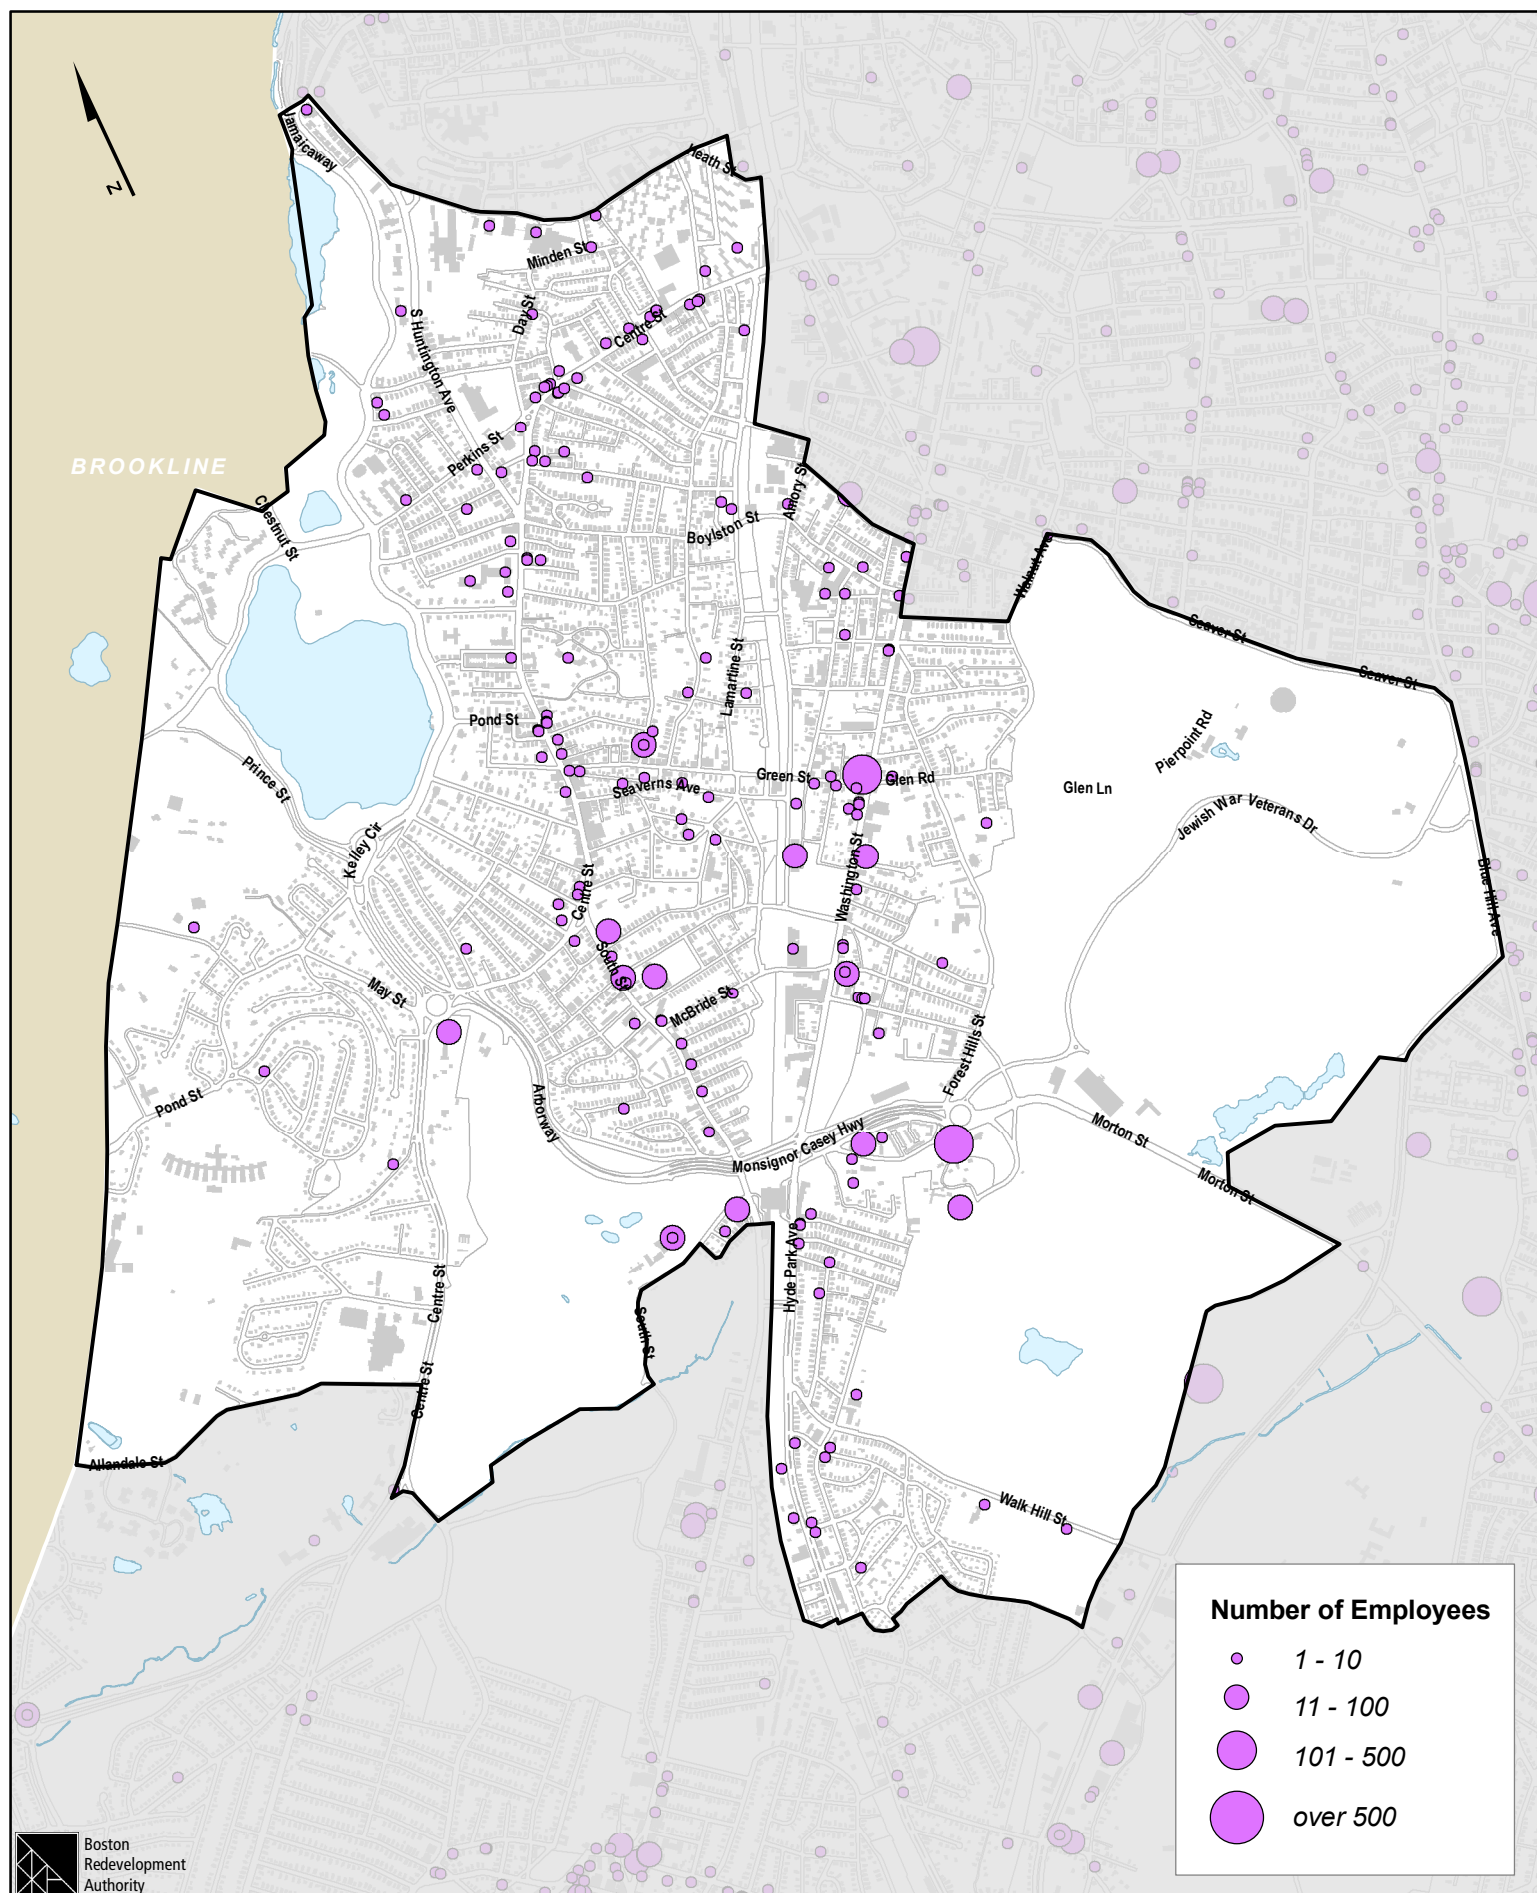 Jamaicaway
Heath St
Z
Minden St
Day St
Centre St
S Huntington Ave
BROOKLINE
Perkins St
Amory St
Chestnut St
Boylston St
Walnut Ave
Seaver St
Seaver St
Lamartine St
Pond St
Pierpoint Rd
Prince St
Green St
Glen Rd
Seaverns Ave
Glen Ln
Jewish War Veterans Dr
Kelley Cir
Washington St
Centre St
Blue Hill Ave
South St
May St
McBride St
Forest Hills St
Pond St
Arborway
Monsignor Casey Hwy
Morton St
Morton St
Hyde Park Ave
Centre St
South St
Centre St
Allandale St
Walk Hill St
Number of Employees
1 - 10
11 - 100
101 - 500
over 500
Boston
Redevelopment
Authority